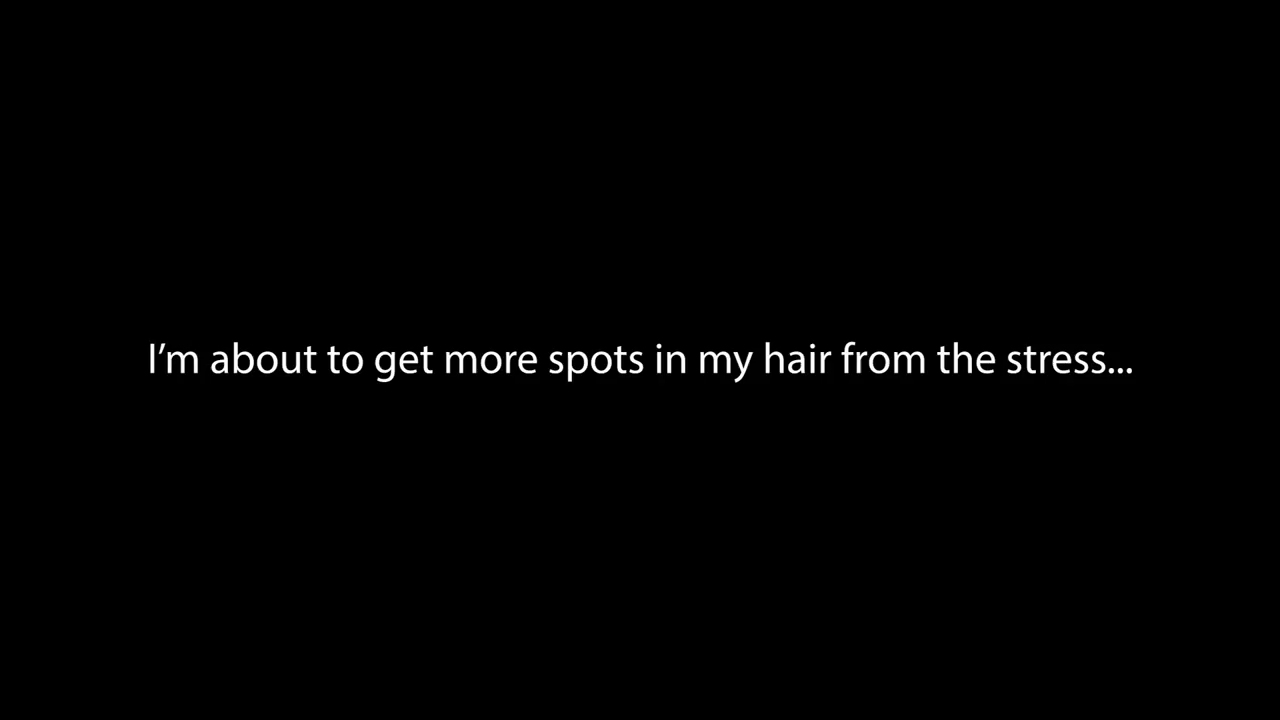 I’m about to get more spots in my hair from the stress...